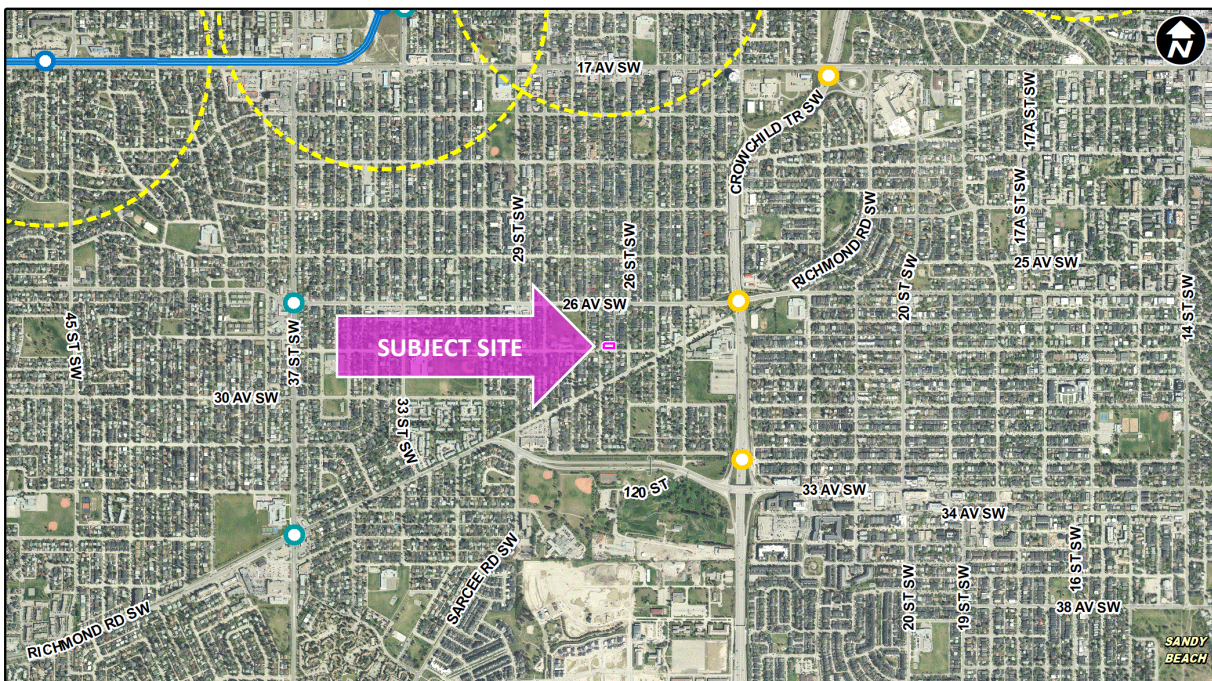 N
17 AV SW
CROWCHILD TR SW
17A ST SW
29 ST SW
26 ST SW
RICHMOND RD SW
17A ST SW
25 AV SW
20 ST SW
26 AV SW
14 ST SW
45 ST SW
37 ST SW
SUBJECT SITE
30 AV SW
33 ST SW
120 ST
33 AV SW
34 AV SW
SARCEE RD SW
16 ST SW
20 ST SW
19 ST SW
38 AV SW
RICHMOND RD SW
SANDY
BEACH